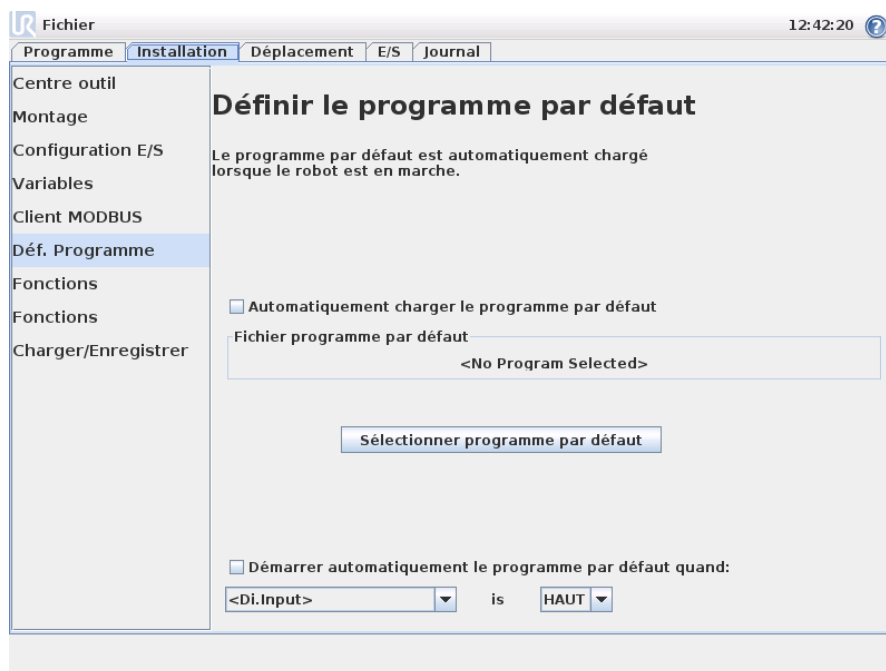 UR Fichier 12:42:20 ?
Programme Installation Déplacement E/S Journal
Centre outil
Montage
Configuration E/S
Variables
Client MODBUS
Déf. Programme
Fonctions
Fonctions
Charger/Enregistrer
Définir le programme par défaut
Le programme par défaut est automatiquement chargé
lorsque le robot est en marche.
Automatiquement charger le programme par défaut
Fichier programme par défaut
<No Program Selected>
Sélectionner programme par défaut
Démarrer automatiquement le programme par défaut quand:
<Di.Input> is HAUT